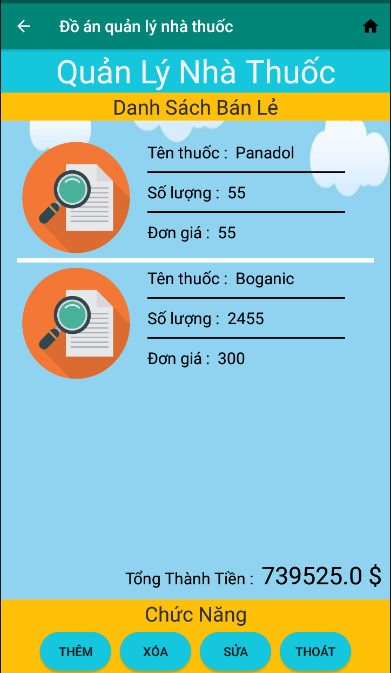 Đồ án quản lý nhà thuốc
Quản Lý Nhà Thuốc
Danh Sách Bán Lẻ
Tên thuốc : Panadol
Số lượng : 55
Đơn giá : 55
Tên thuốc : Boganic
Số lượng : 2455
Đơn giá : 300
Tổng Thành Tiền : 739525.0 $
Chức Năng
THÊM XÓA SỬA THOÁT